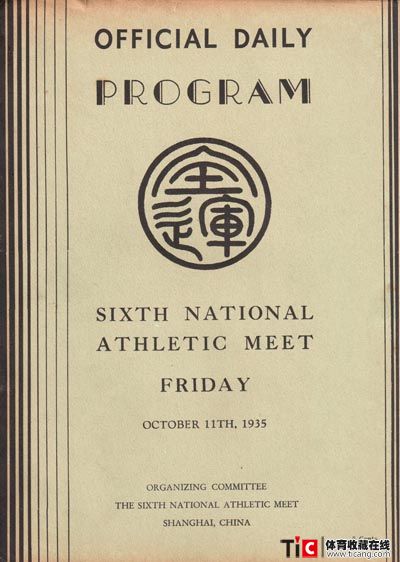 OFFICIAL DAILY
PROGRAM
全運
SIXTH NATIONAL
ATHLETIC MEET
FRIDAY
OCTOBER 11TH, 1935
ORGANIZING COMMITTEE
THE SIXTH NATIONAL ATHLETIC MEET
SHANGHAI, CHINA
TiC 体育收藏在线
www.ticang.com